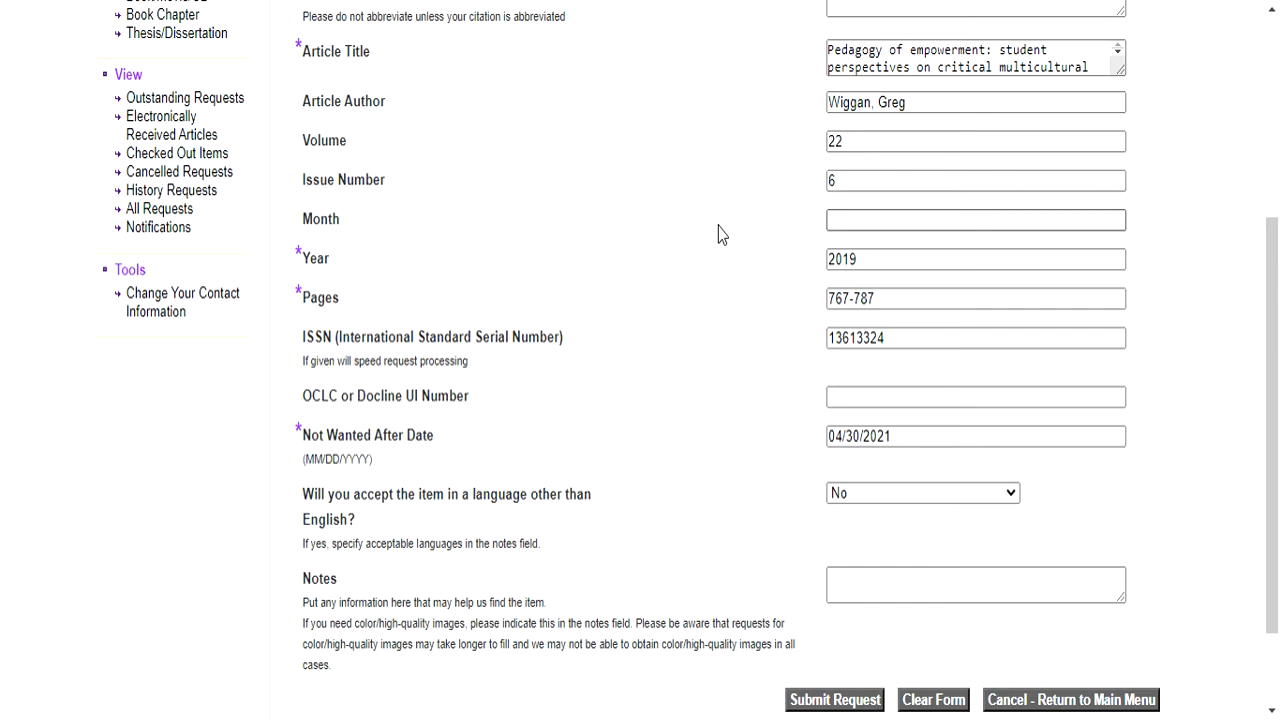 Book Chapter
Thesis/Dissertation
View
Outstanding Requests
Electronically
Received Articles
Checked Out Items
Cancelled Requests
History Requests
All Requests
Notifications
Tools
Change Your Contact
Information
Please do not abbreviate unless your citation is abbreviated
*Article Title
Pedagogy of empowerment: student
perspectives on critical multicultural
Article Author
Wiggan, Greg
Volume
22
Issue Number
6
Month
*Year
2019
*Pages
767-787
ISSN (International Standard Serial Number)
13613324
If given will speed request processing
OCLC or Docline UI Number
*Not Wanted After Date
04/30/2021
(MM/DD/YYYY)
Will you accept the item in a language other than
English?
No
If yes, specify acceptable languages in the notes field.
Notes
Put any information here that may help us find the item.
If you need color/high-quality images, please indicate this in the notes field. Please be aware that requests for
color/high-quality images may take longer to fill and we may not be able to obtain color/high-quality images in all
cases.
Submit Request
Clear Form
Cancel - Return to Main Menu